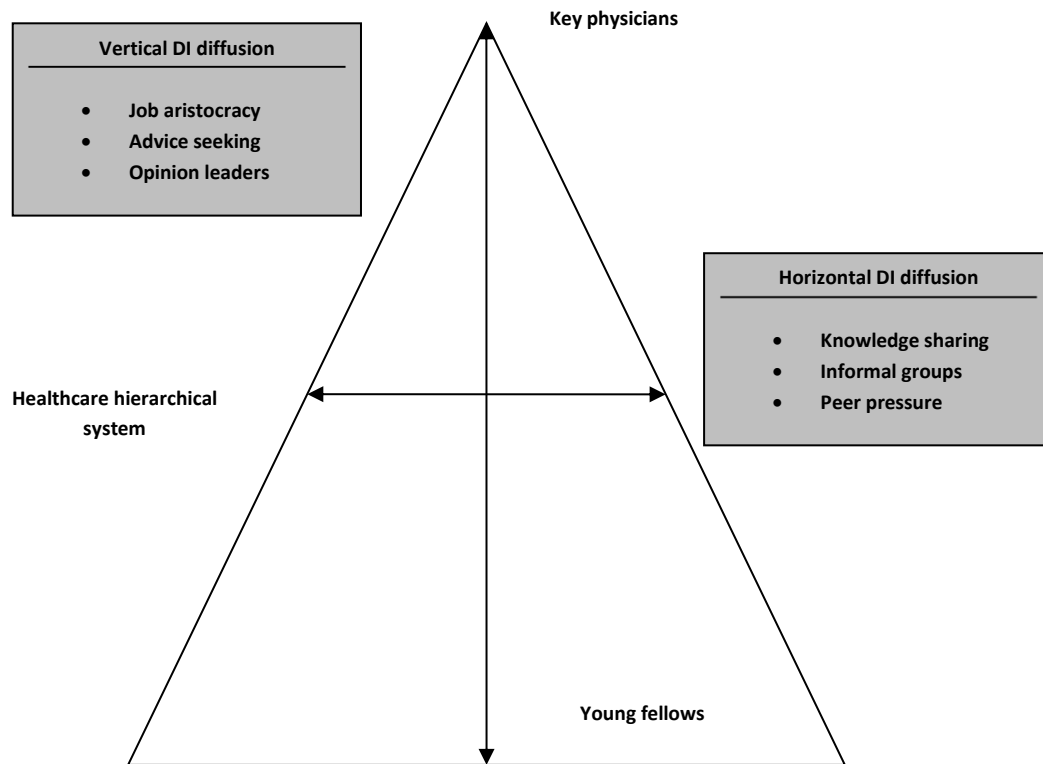 Key physicians
Vertical DI diffusion
• Job aristocracy
• Advice seeking
• Opinion leaders
Horizontal DI diffusion
• Knowledge sharing
• Informal groups
• Peer pressure
Healthcare hierarchical
system
Young fellows